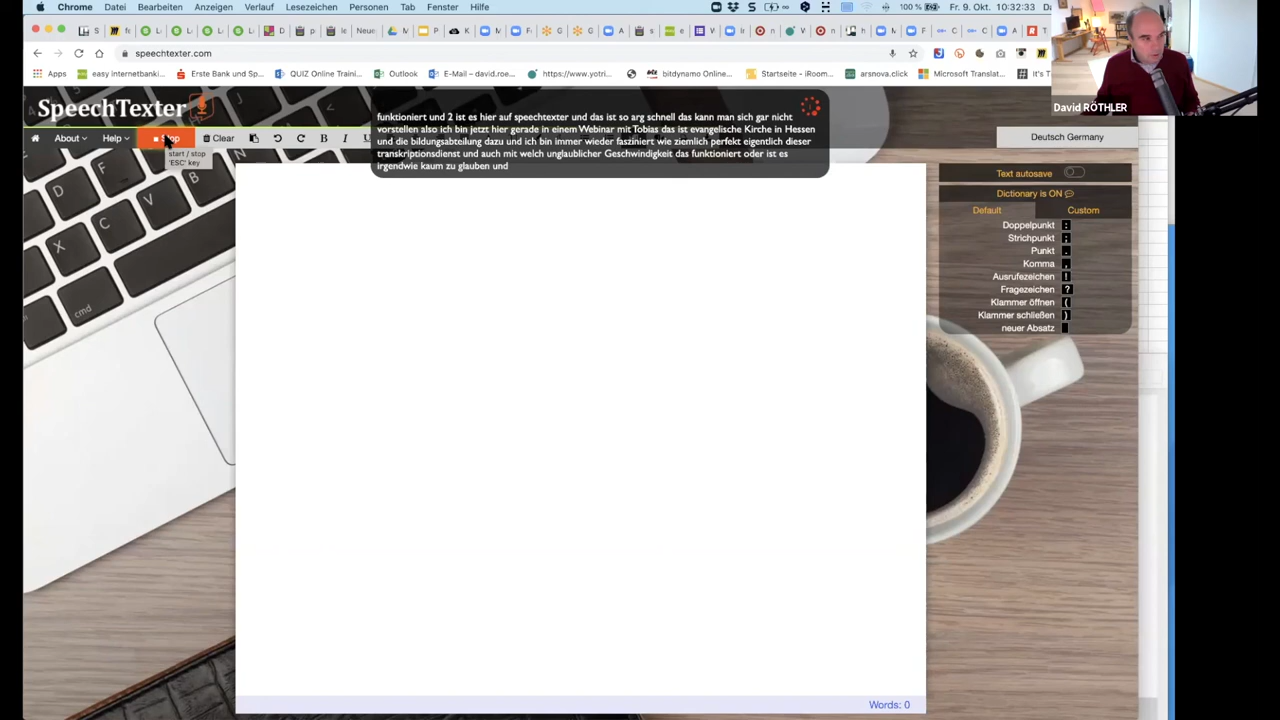 Chrome Datei Bearbeiten Anzeigen Verlauf Lesezeichen Personen Tab Fenster Hilfe 100 % Fr. 9. Okt. 10:32:33
speechtexter.com
Apps easy internetbanki... Erste Bank und Sp... QUIZ Online Traini... Outlook E-Mail – david.roe... https://www.yotri... bitdynamo Online... Startseite – iRoom... arsnova.click Microsoft Translat...
David RÖTHLER
SpeechTexter
About Help Stop Clear B I U
Deutsch Germany
start / stop
'ESC' key
funktioniert und 2 ist es hier auf speechtexter und das ist so arg schnell das kann man sich gar nicht
vorstellen also ich bin jetzt hier gerade in einem Webinar mit Tobias das ist evangelische Kirche in Hessen
und die bildungsabteilung dazu und ich bin immer wieder fasziniert wie ziemlich perfekt eigentlich dieser
transkriptionsdienst und auch mit welch unglaublicher Geschwindigkeit das funktioniert oder ist es
irgendwie kaum zu glauben und
Text autosave
Dictionary is ON
Default Custom
Doppelpunkt :
Strichpunkt ;
Punkt .
Komma ,
Ausrufezeichen !
Fragezeichen ?
Klammer öffnen (
Klammer schließen )
neuer Absatz
Words: 0